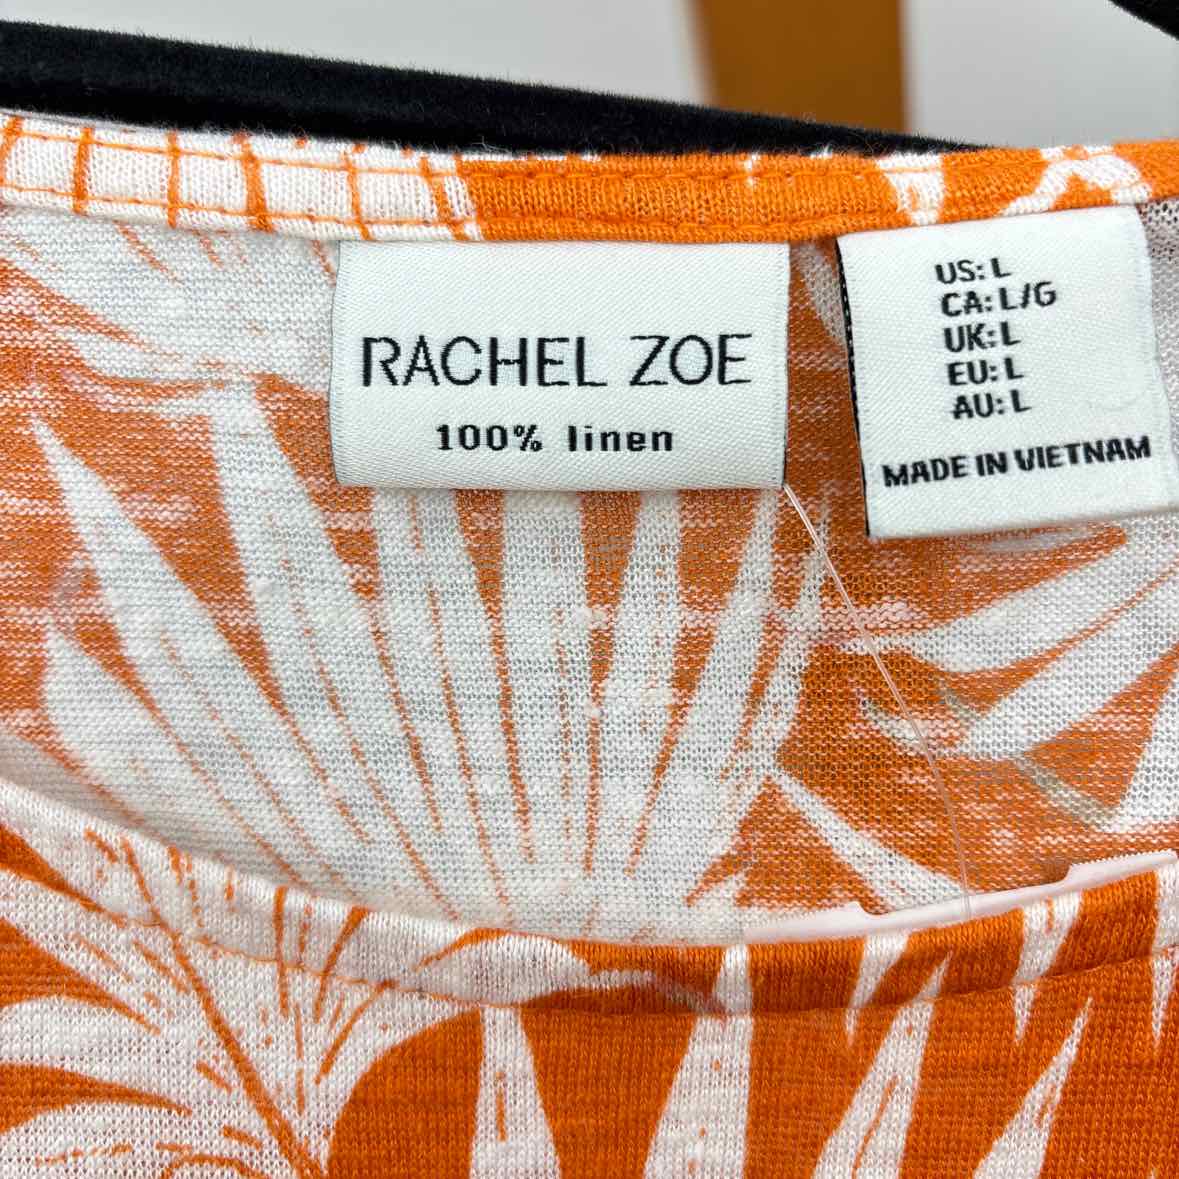 RACHEL ZOE
100% linen
US: L
CA: L/G
UK: L
EU: L
AU: L
MADE IN VIETNAM